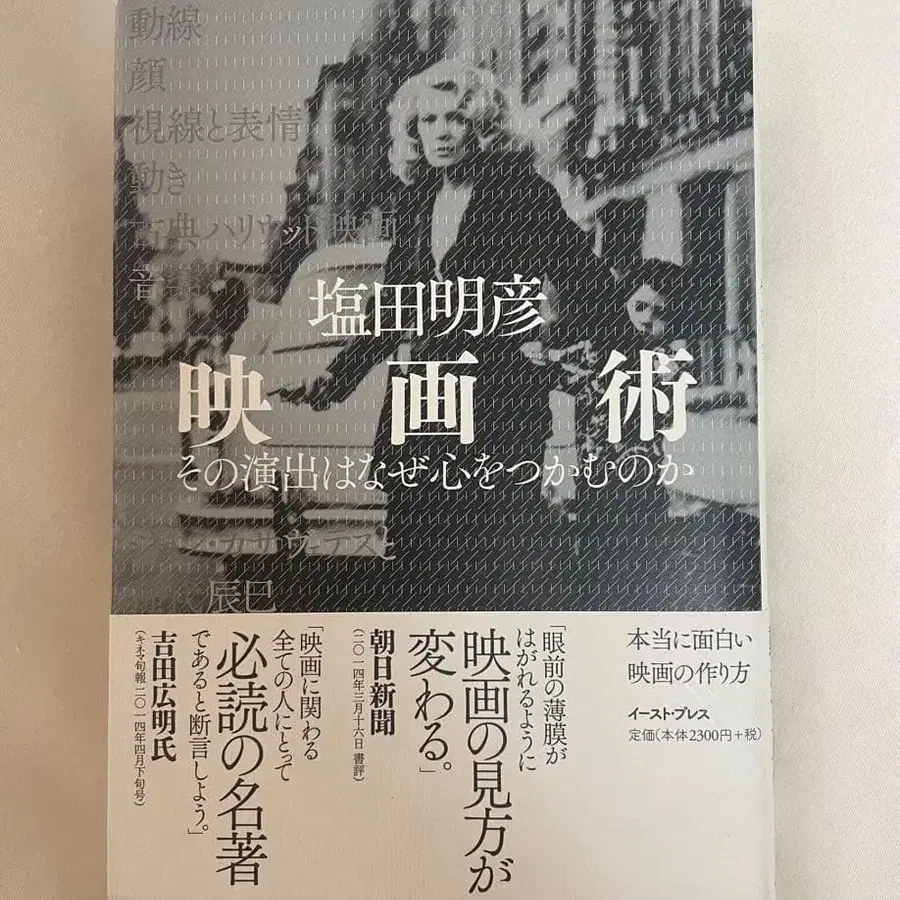 動線
顔
視線と表情
動き
古典ハリウッド映画
音
塩田明彦
映画術
その演出はなぜ心をつかむのか
カサヴェテスと
辰巳
本当に面白い
映画の作り方
イースト・プレス
定価(本体2300円+税)
「眼前の薄膜が
はがれるように
映画の見方が
変わる。」
朝日新聞
(二〇一四年三月十六日 書評)
「映画に関わる
全ての人にとって
必読の名著
であると断言しよう。」
吉田広明氏
(キネマ旬報 二〇一四年四月下旬号)